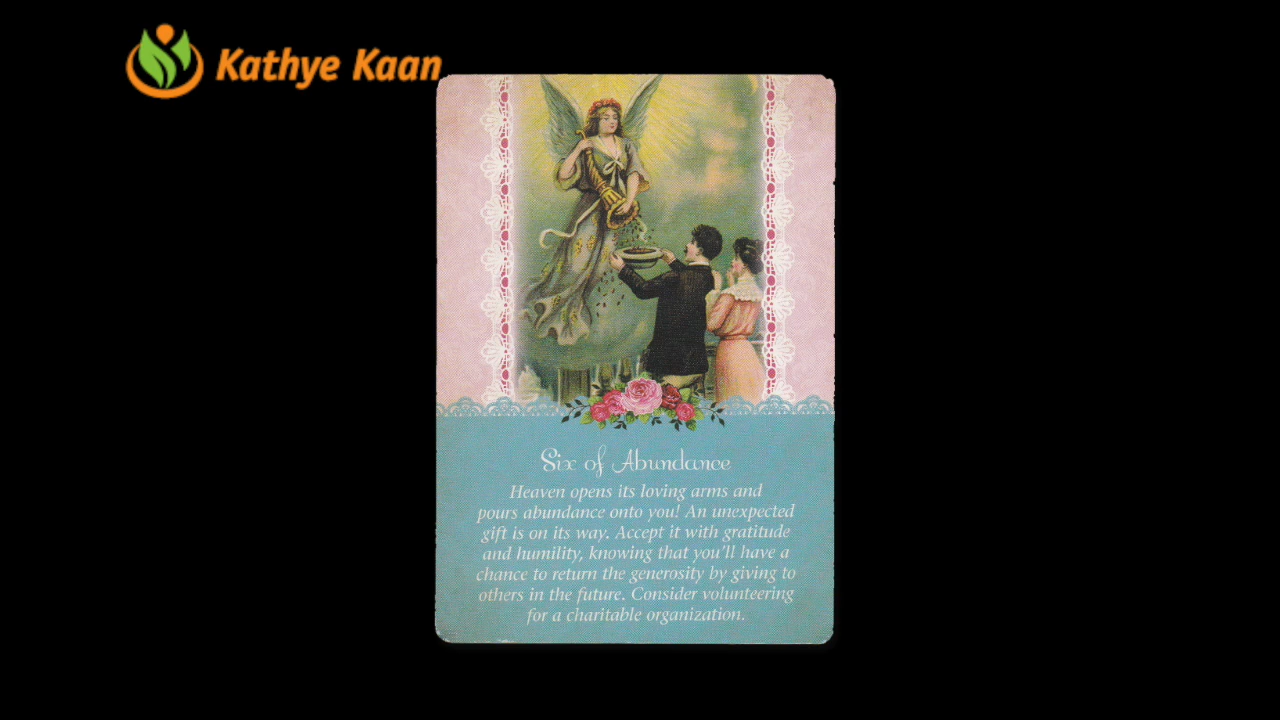 Kathye Kaan
Six of Abundance
Heaven opens its loving arms and
pours abundance onto you! An unexpected
gift is on its way. Accept it with gratitude
and humility, knowing that you'll have a
chance to return the generosity by giving to
others in the future. Consider volunteering
for a charitable organization.